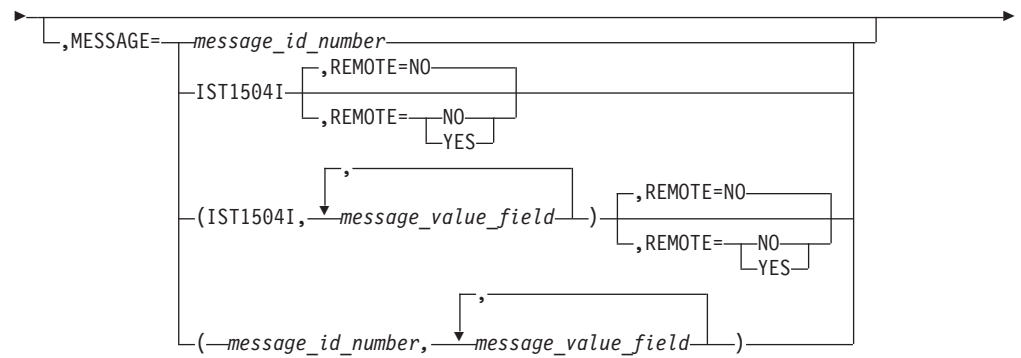 ,MESSAGE= message_id_number
,REMOTE=NO
IST1504I
,REMOTE= NO
YES
,
,REMOTE=NO
(IST1504I, message_value_field )
,REMOTE= NO
YES
,
( message_id_number, message_value_field )